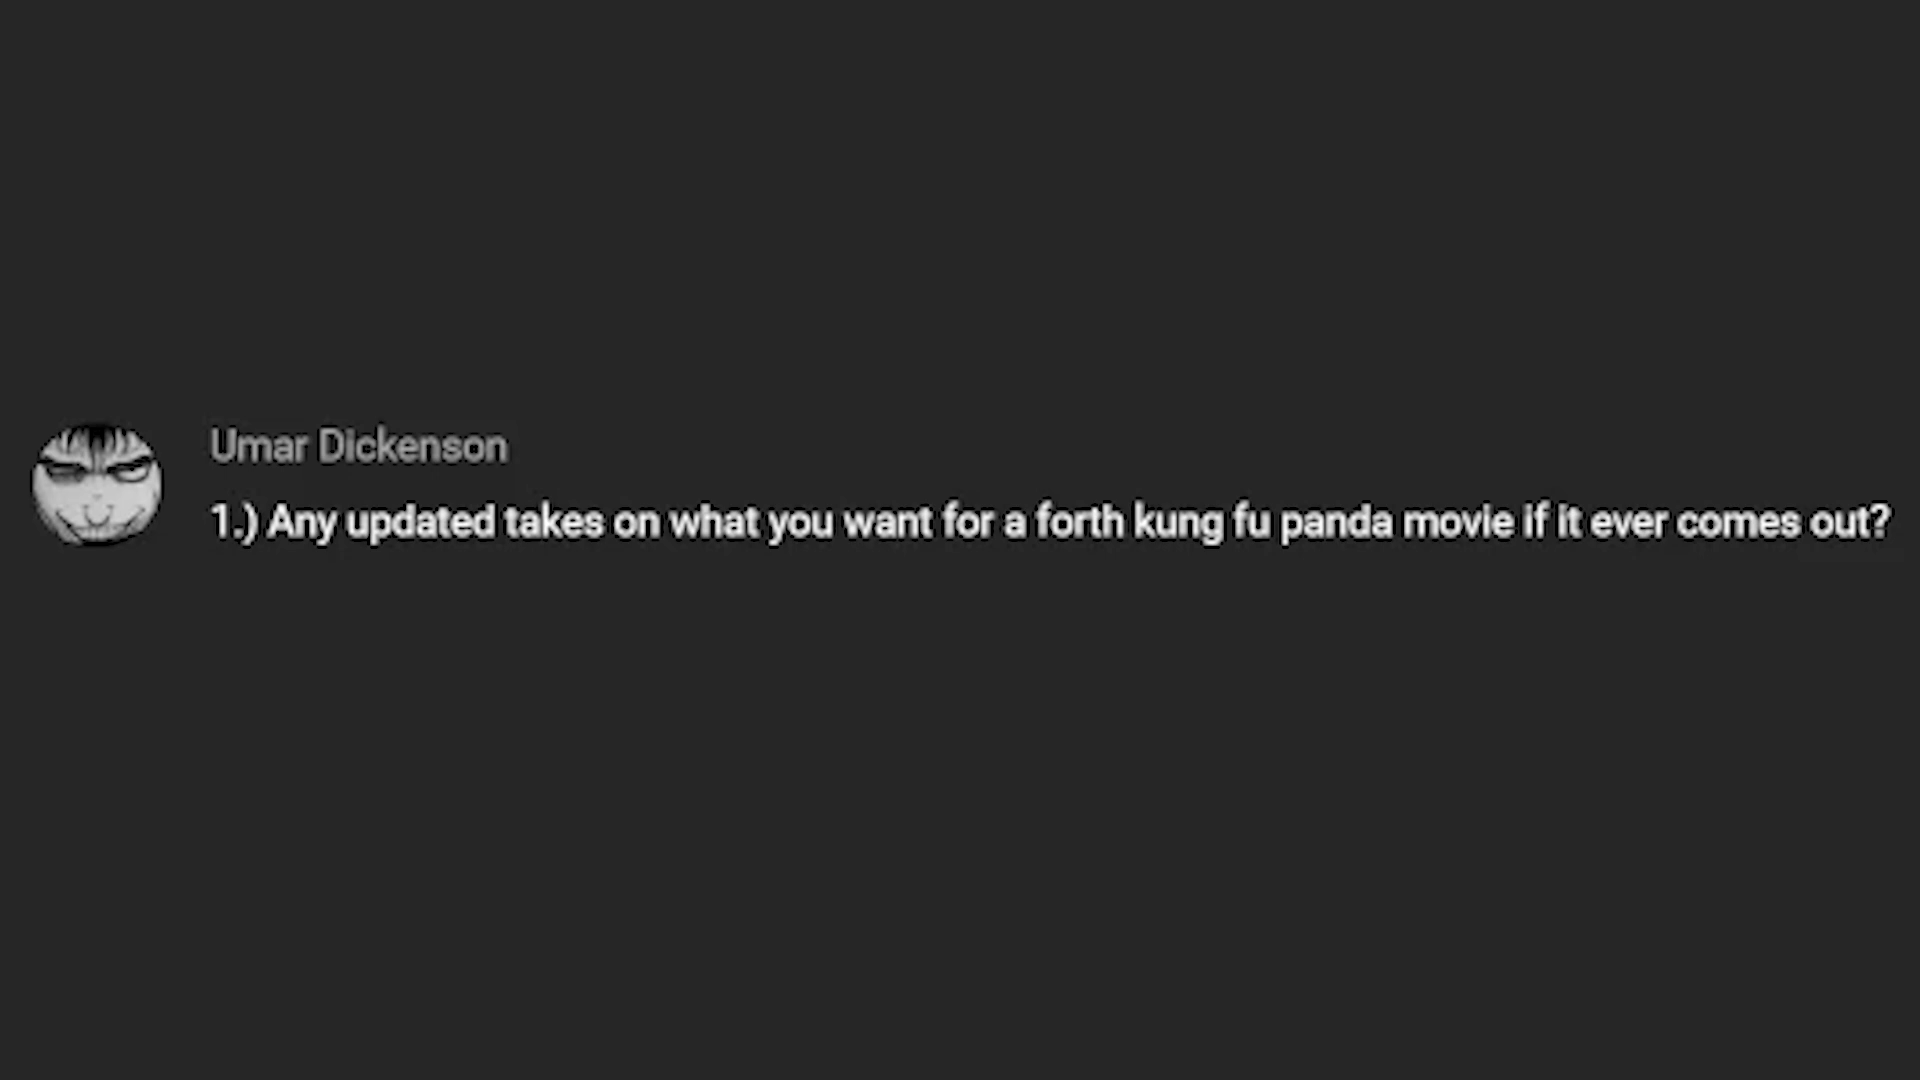 Umar Dickenson
1.) Any updated takes on what you want for a forth kung fu panda movie if it ever comes out?